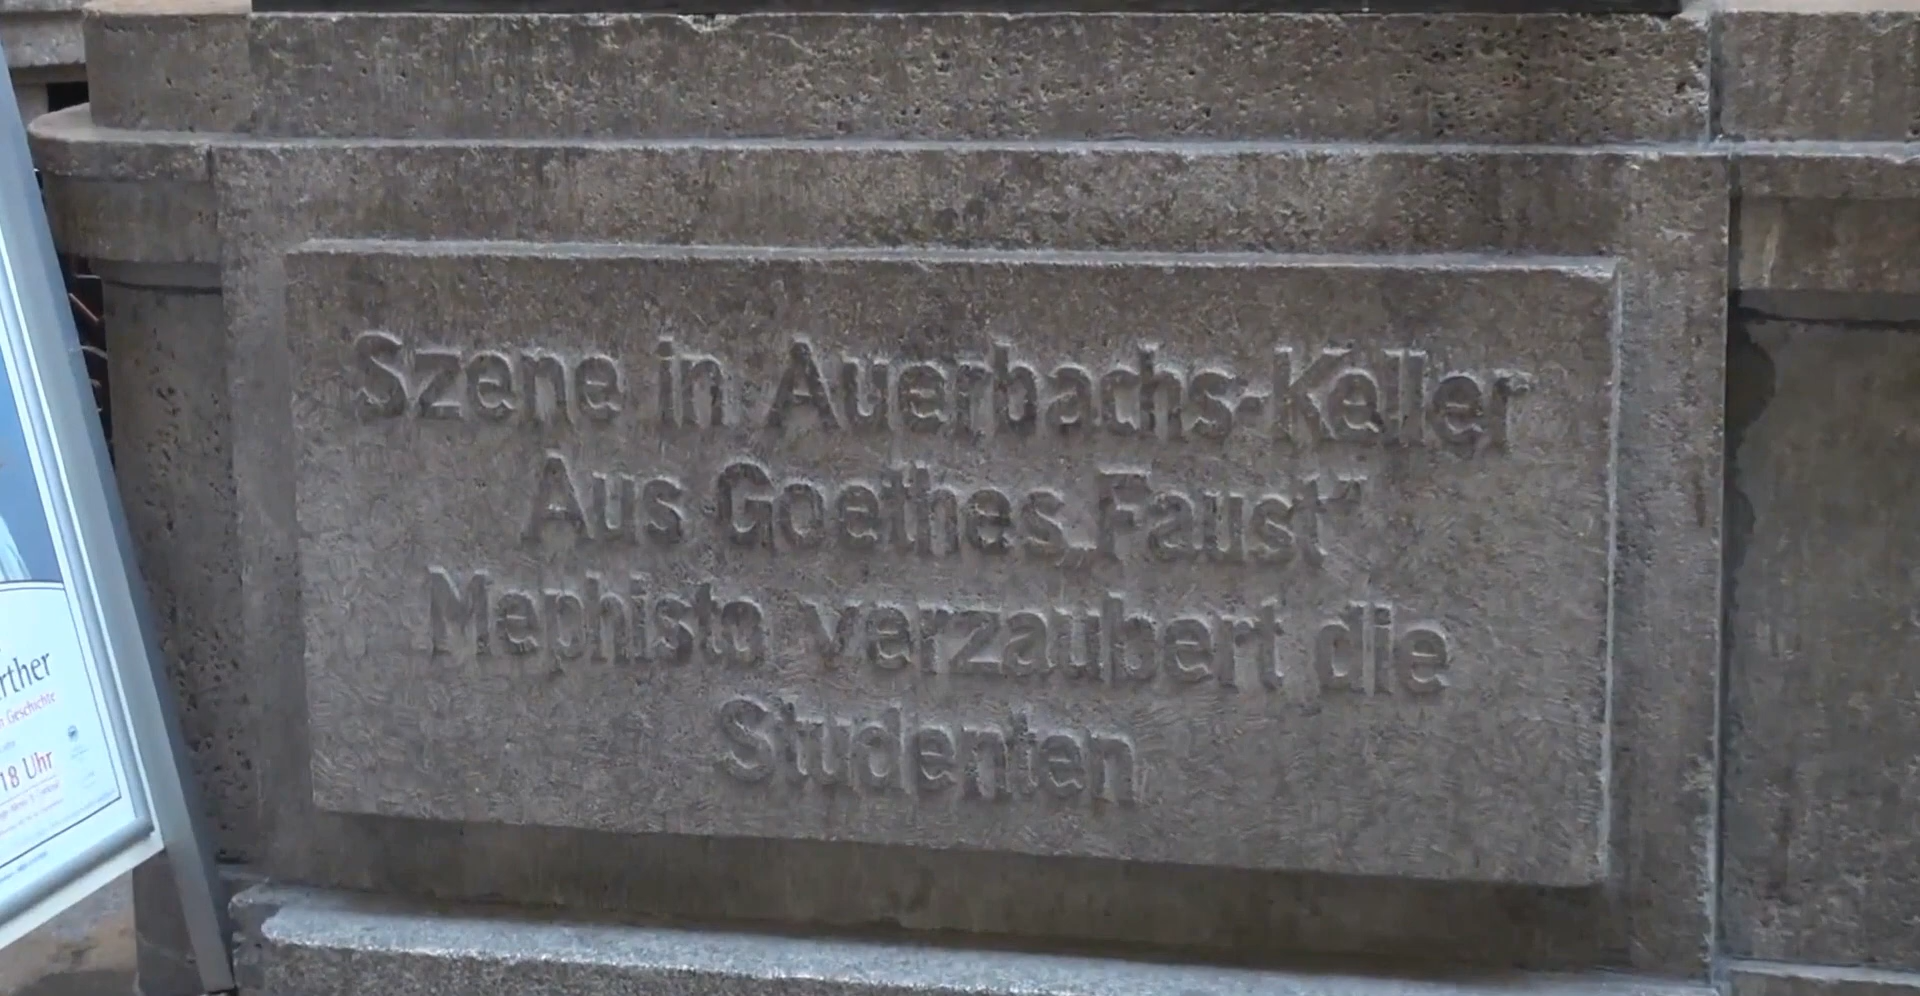 Szene in Auerbachs-Keller
Aus Goethes „Faust“
Mephisto verzaubert die
Studenten
rther
Geschichte
18 Uhr